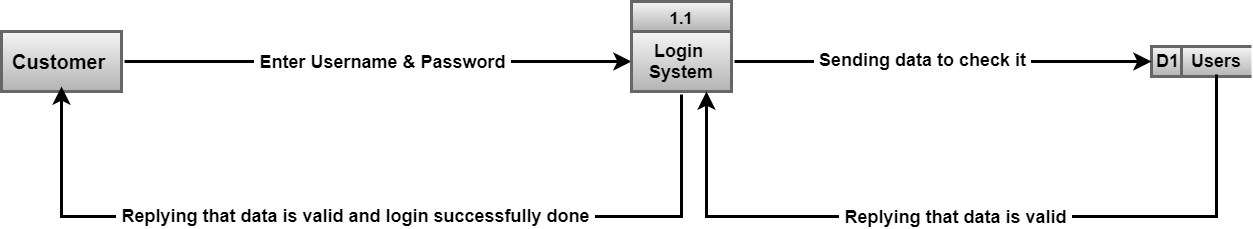 1.1
Customer
Enter Username & Password
Login
System
Sending data to check it
D1
Users
Replying that data is valid and login successfully done
Replying that data is valid